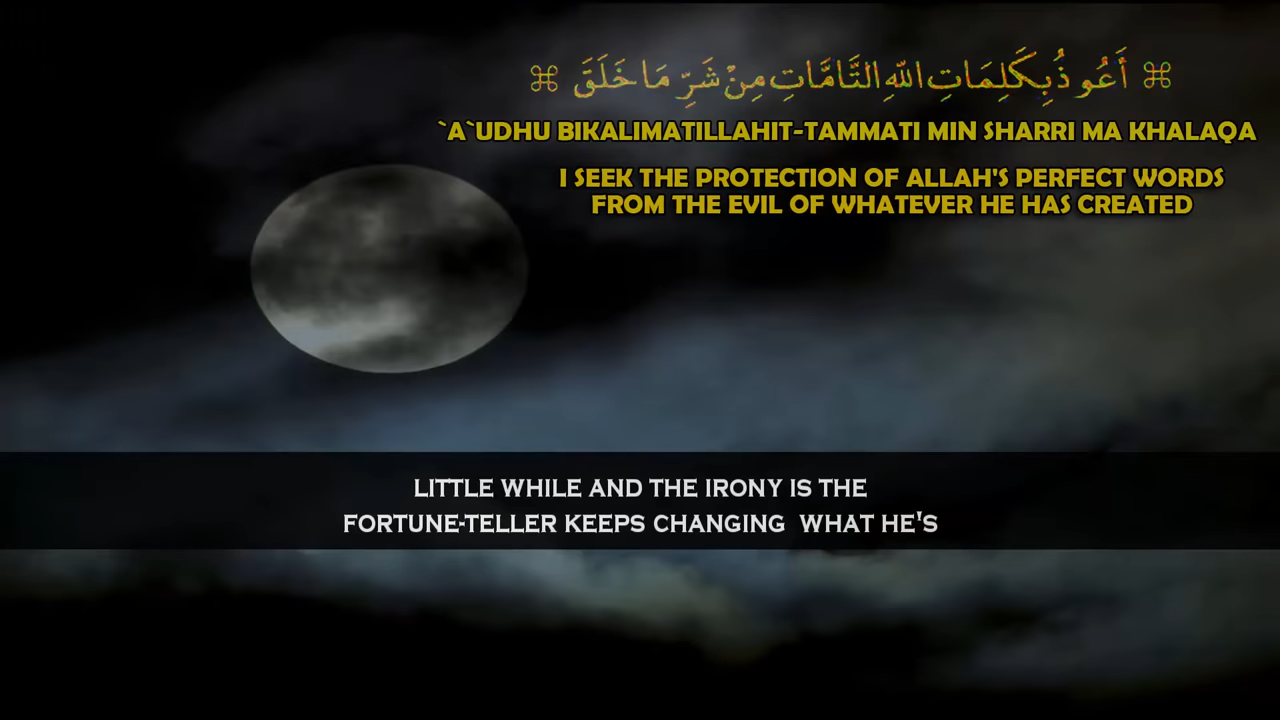 ⌘ أَعُوذُ بِكَلِمَاتِ اللّٰهِ التَّامَّاتِ مِنْ شَرِّ مَا خَلَقَ ⌘
`A`UDHU BIKALIMATILLAHIT-TAMMATI MIN SHARRI MA KHALAQA
I SEEK THE PROTECTION OF ALLAH'S PERFECT WORDS
FROM THE EVIL OF WHATEVER HE HAS CREATED
LITTLE WHILE AND THE IRONY IS THE
FORTUNE-TELLER KEEPS CHANGING  WHAT HE'S